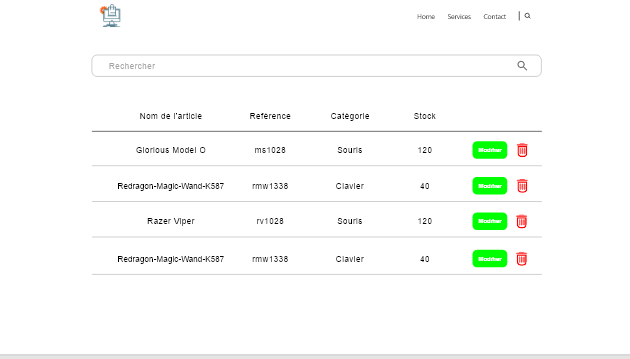 Home Services Contact
Rechercher
Nom de l'article Reférence Catégorie Stock
Glorious Model O ms1028 Souris 120 Modifier
Redragon-Magic-Wand-K587 rmw1338 Clavier 40 Modifier
Razer Viper rv1028 Souris 120 Modifier
Redragon-Magic-Wand-K587 rmw1338 Clavier 40 Modifier